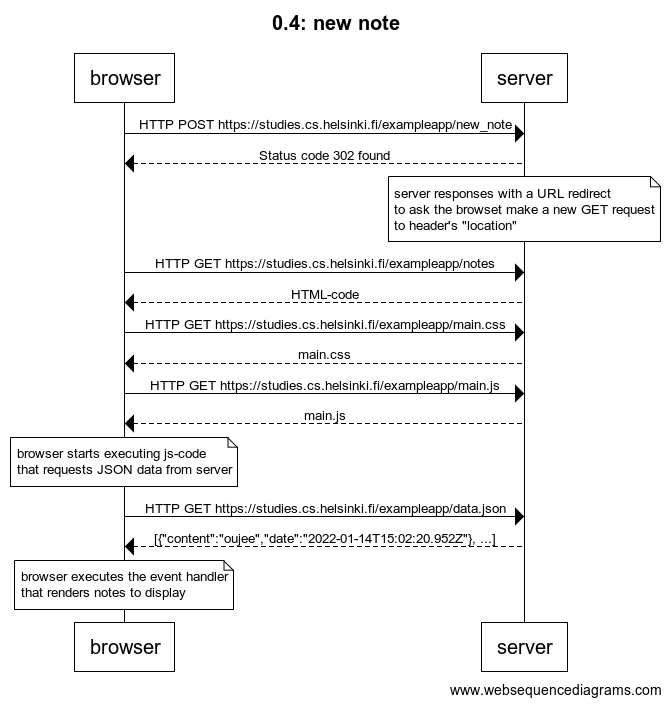 0.4: new note
browser
server
HTTP POST https://studies.cs.helsinki.fi/exampleapp/new_note
Status code 302 found
server responses with a URL redirect
to ask the browset make a new GET request
to header's "location"
HTTP GET https://studies.cs.helsinki.fi/exampleapp/notes
HTML-code
HTTP GET https://studies.cs.helsinki.fi/exampleapp/main.css
main.css
HTTP GET https://studies.cs.helsinki.fi/exampleapp/main.js
main.js
browser starts executing js-code
that requests JSON data from server
HTTP GET https://studies.cs.helsinki.fi/exampleapp/data.json
[{"content":"oujee","date":"2022-01-14T15:02:20.952Z"}, ...]
browser executes the event handler
that renders notes to display
browser
server
www.websequencediagrams.com